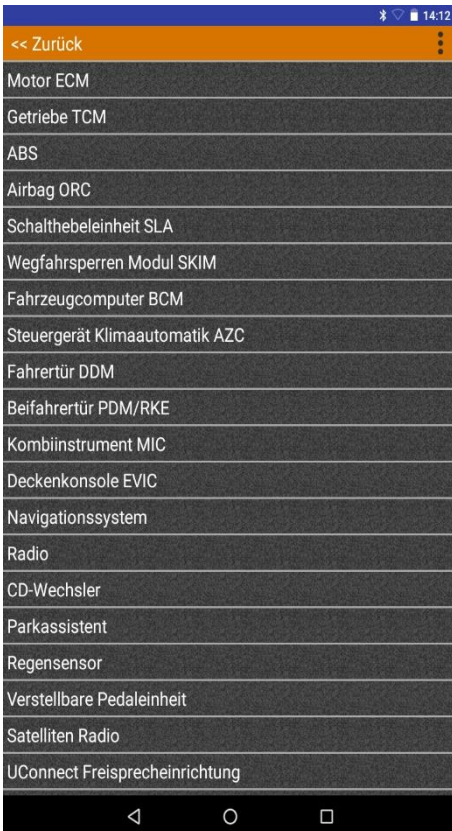 14:12
<< Zurück
Motor ECM
Getriebe TCM
ABS
Airbag ORC
Schalthebeleinheit SLA
Wegfahrsperren Modul SKIM
Fahrzeugcomputer BCM
Steuergerät Klimaautomatik AZC
Fahrertür DDM
Beifahrertür PDM/RKE
Kombiinstrument MIC
Deckenkonsole EVIC
Navigationssystem
Radio
CD-Wechsler
Parkassistent
Regensensor
Verstellbare Pedaleinheit
Satelliten Radio
UConnect Freisprecheinrichtung